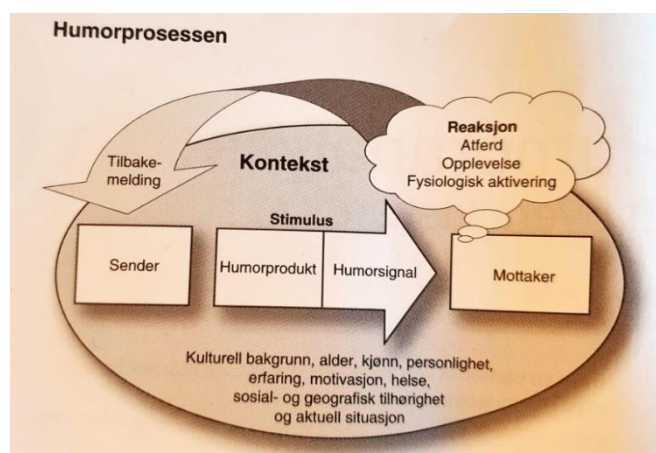 Humorprosessen
Tilbake-
melding
Kontekst
Reaksjon
Atferd
Opplevelse
Fysiologisk aktivering
Stimulus
Sender
Humorprodukt
Humorsignal
Mottaker
Kulturell bakgrunn, alder, kjønn, personlighet,
erfaring, motivasjon, helse,
sosial- og geografisk tilhørighet
og aktuell situasjon